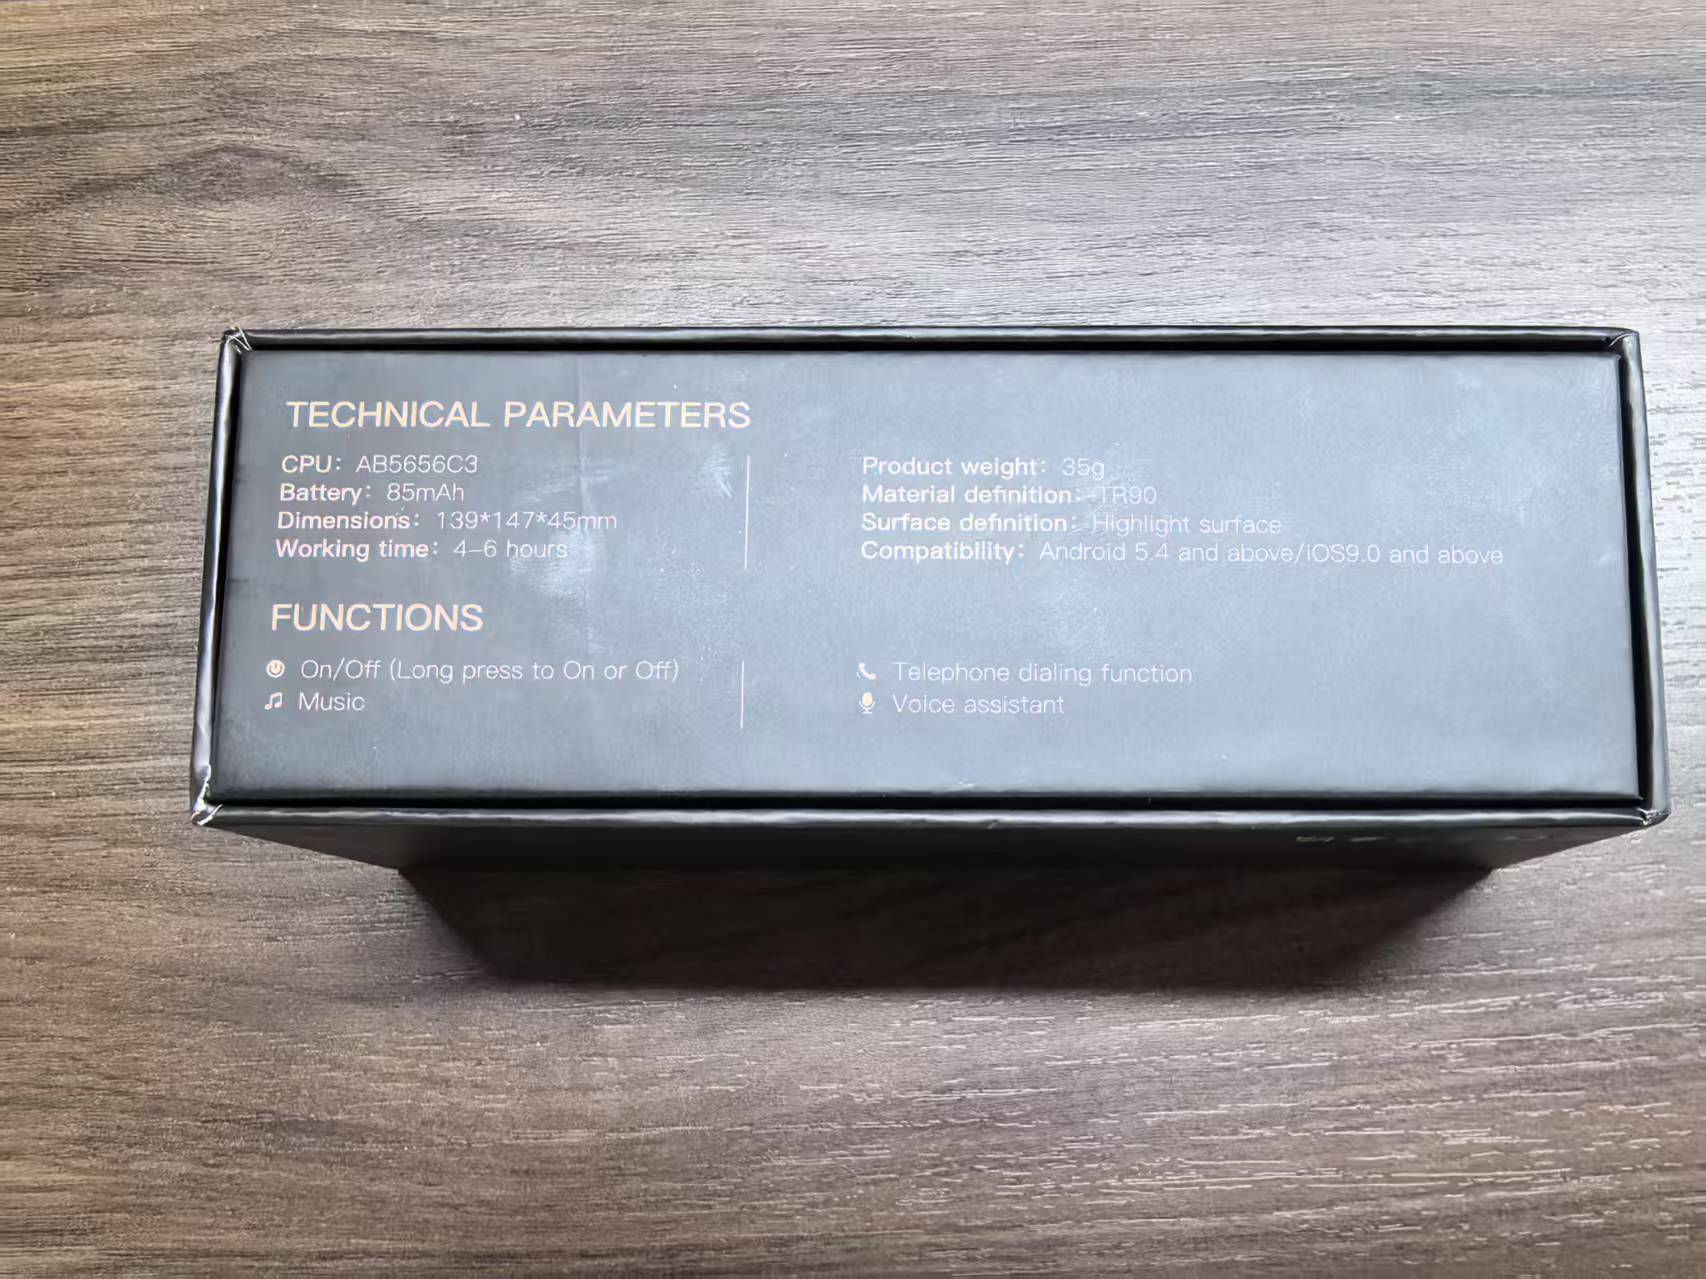 TECHNICAL PARAMETERS
CPU: AB5656C3
Battery: 85mAh
Dimensions: 139*147*45mm
Working time: 4-6 hours
Product weight: 35g
Material definition: TR90
Surface definition: Highlight surface
Compatibility: Android 5.4 and above/iOS9.0 and above
FUNCTIONS
On/Off (Long press to On or Off)
Music
Telephone dialing function
Voice assistant